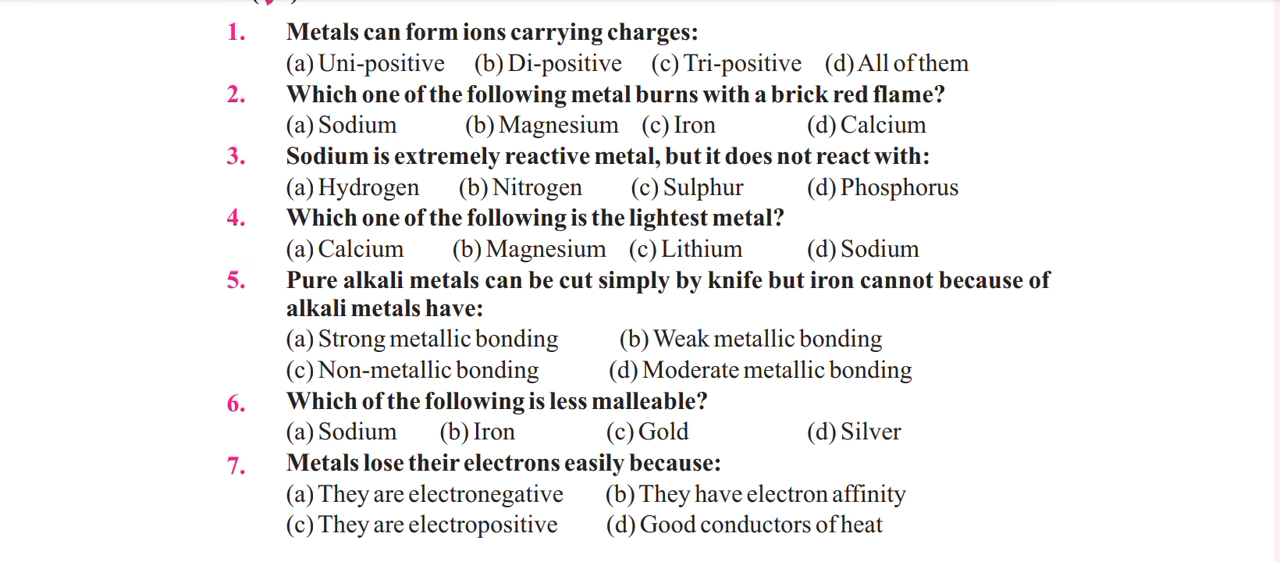 1. Metals can form ions carrying charges:
(a) Uni-positive (b) Di-positive (c) Tri-positive (d) All of them
2. Which one of the following metal burns with a brick red flame?
(a) Sodium (b) Magnesium (c) Iron (d) Calcium
3. Sodium is extremely reactive metal, but it does not react with:
(a) Hydrogen (b) Nitrogen (c) Sulphur (d) Phosphorus
4. Which one of the following is the lightest metal?
(a) Calcium (b) Magnesium (c) Lithium (d) Sodium
5. Pure alkali metals can be cut simply by knife but iron cannot because of
alkali metals have:
(a) Strong metallic bonding (b) Weak metallic bonding
(c) Non-metallic bonding (d) Moderate metallic bonding
6. Which of the following is less malleable?
(a) Sodium (b) Iron (c) Gold (d) Silver
7. Metals lose their electrons easily because:
(a) They are electronegative (b) They have electron affinity
(c) They are electropositive (d) Good conductors of heat